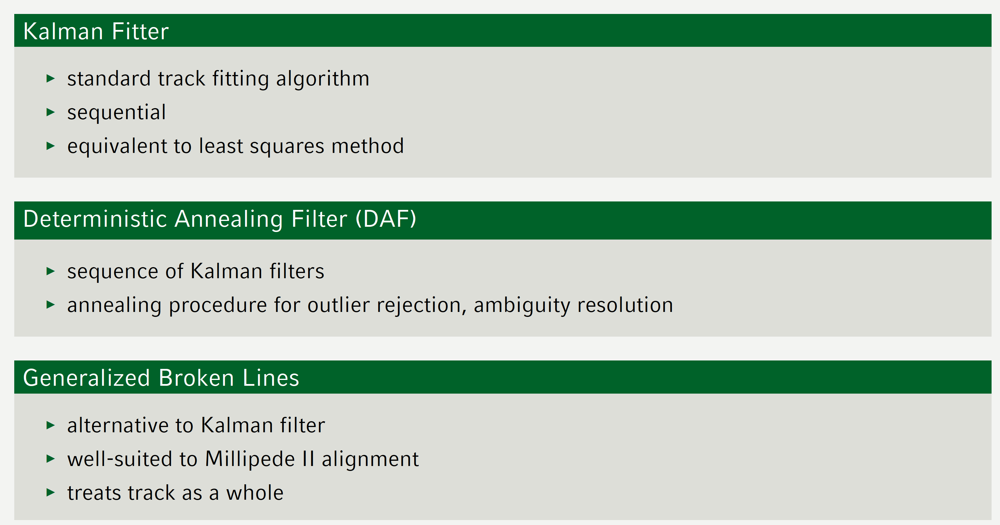 Kalman Fitter
▶ standard track fitting algorithm
▶ sequential
▶ equivalent to least squares method
Deterministic Annealing Filter (DAF)
▶ sequence of Kalman filters
▶ annealing procedure for outlier rejection, ambiguity resolution
Generalized Broken Lines
▶ alternative to Kalman filter
▶ well-suited to Millipede II alignment
▶ treats track as a whole